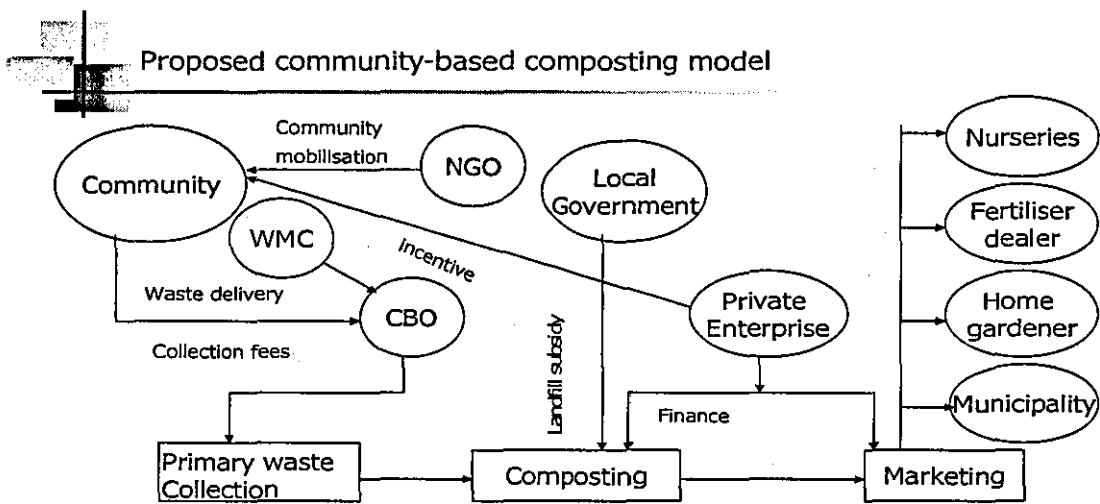 Proposed community-based composting model
Community
mobilisation
NGO
Community
Local
Government
Nurseries
WMC
Incentive
Fertiliser
dealer
Waste delivery
CBO
Private
Enterprise
Home
gardener
Collection fees
Landfill subsidy
Finance
Municipality
Primary waste
Collection
Composting
Marketing